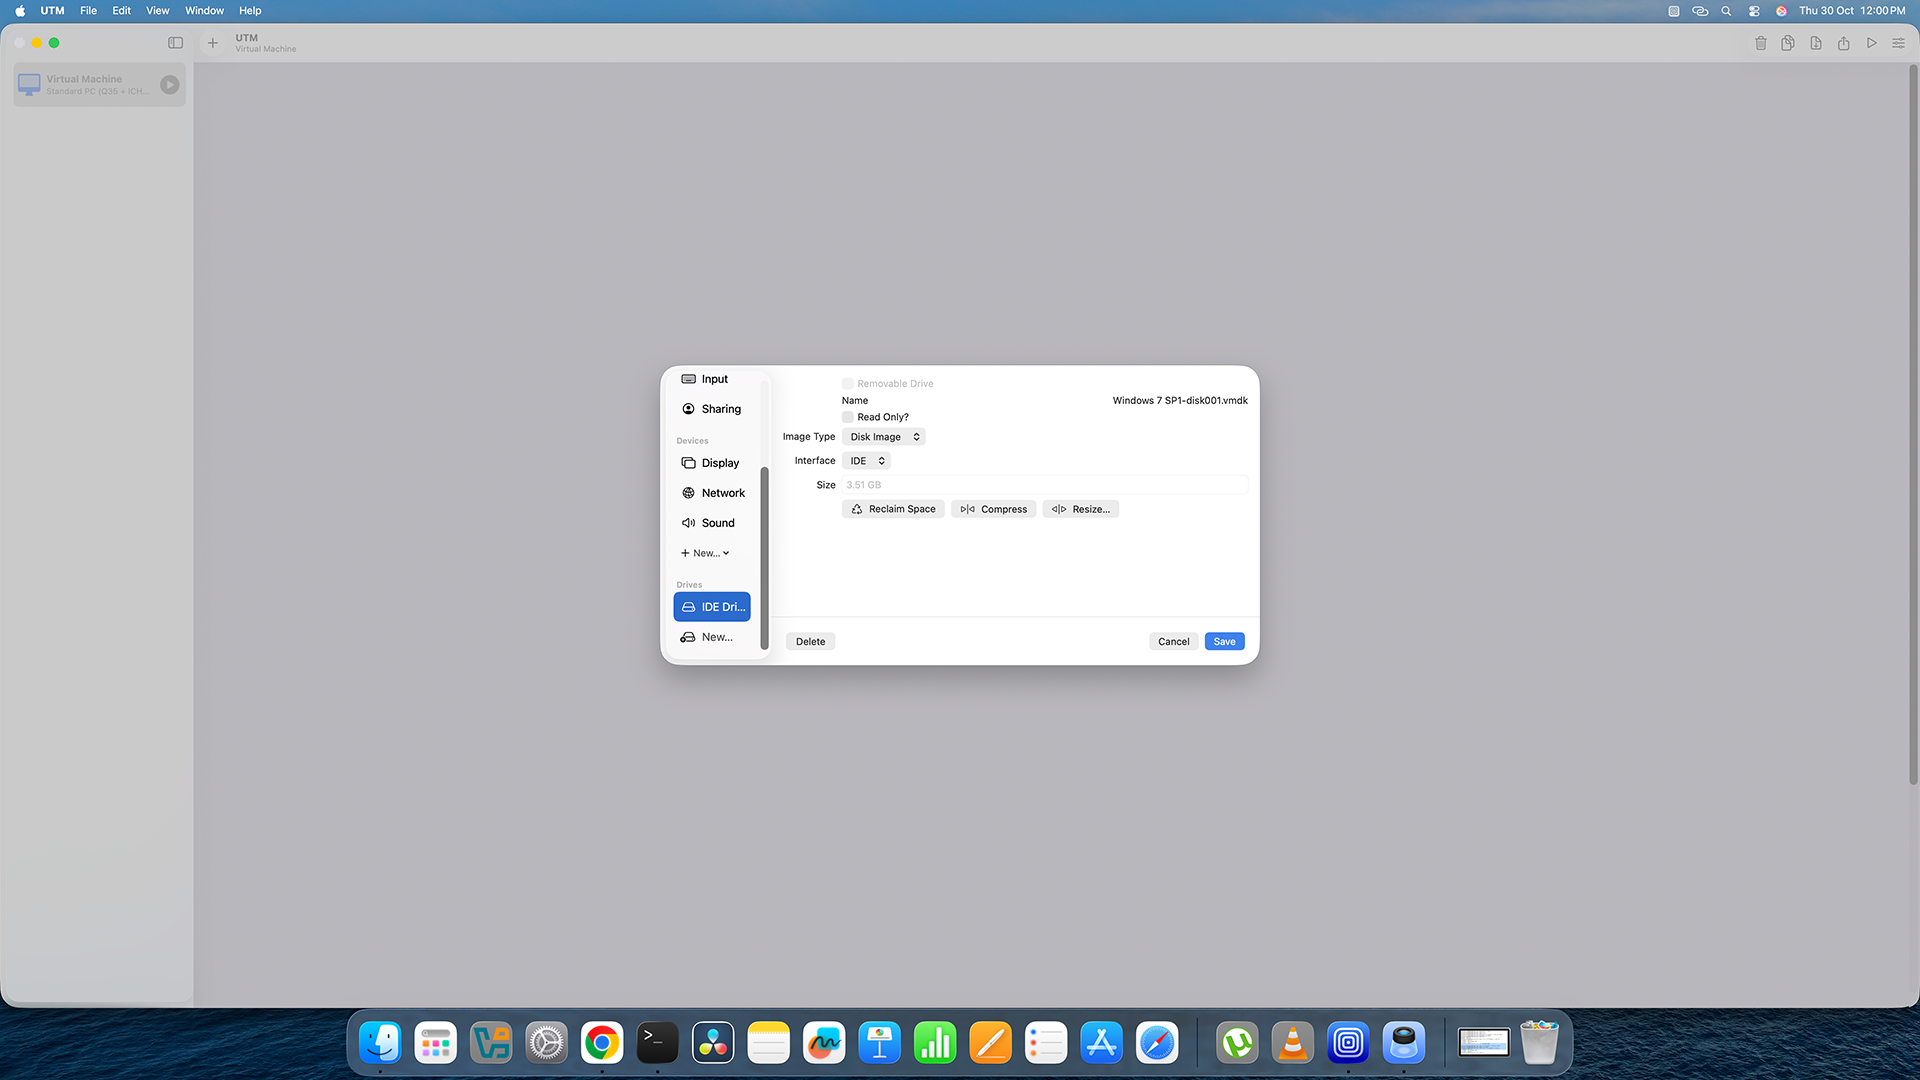 UTM File Edit View Window Help Thu 30 Oct 12:00 PM
UTM
Virtual Machine
Virtual Machine
Standard PC (Q35 + ICH...
Input
Sharing
Devices
Display
Network
Sound
New...
Drives
IDE Dri...
New...
Removable Drive
Name Windows 7 SP1-disk001.vmdk
Read Only?
Image Type Disk Image
Interface IDE
Size 3.51 GB
Reclaim Space Compress Resize...
Delete Cancel Save